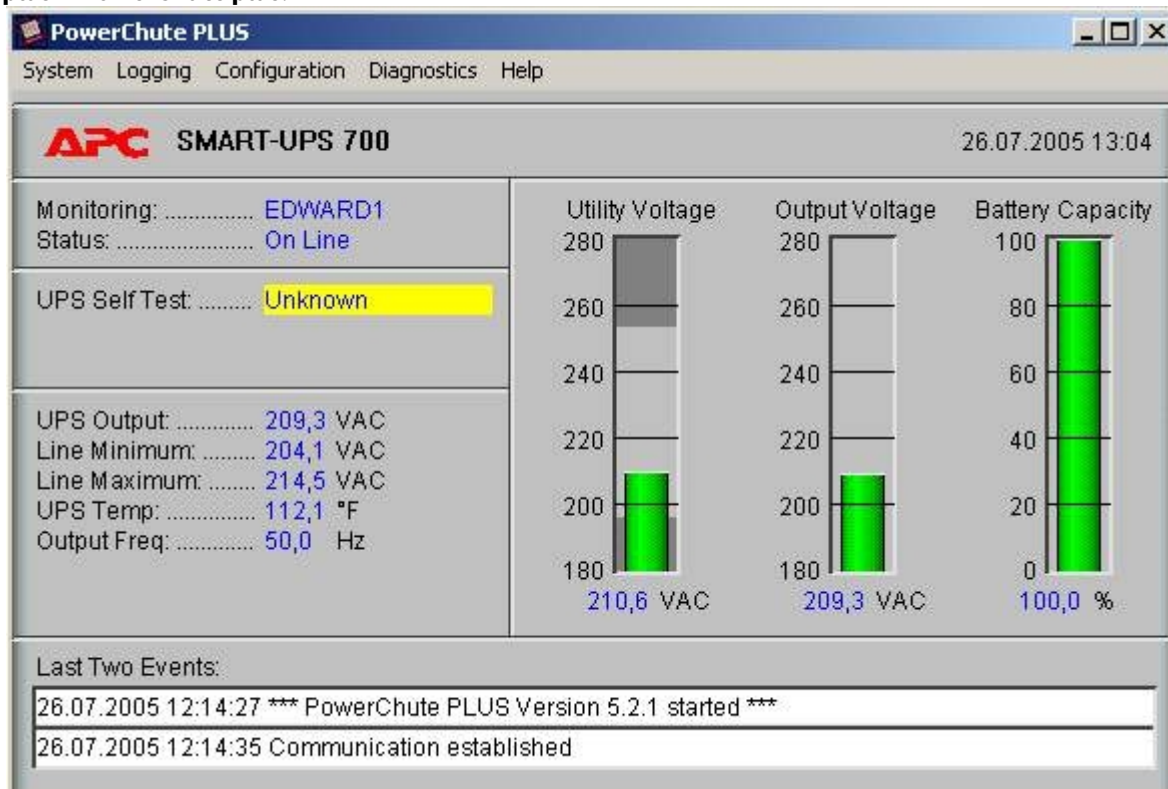 PowerChute PLUS
System Logging Configuration Diagnostics Help
APC SMART-UPS 700 26.07.2005 13:04
Monitoring: .............. EDWARD1
Status: ...................... On Line
UPS Self Test: ......... Unknown
UPS Output: ............. 209,3 VAC
Line Minimum: ......... 204,1 VAC
Line Maximum: ........ 214,5 VAC
UPS Temp: ............... 112,1 °F
Output Freq: ............. 50,0 Hz
Utility Voltage
280
260
240
220
200
180
210,6 VAC
Output Voltage
280
260
240
220
200
180
209,3 VAC
Battery Capacity
100
80
60
40
20
0
100,0 %
Last Two Events:
26.07.2005 12:14:27 *** PowerChute PLUS Version 5.2.1 started ***
26.07.2005 12:14:35 Communication established